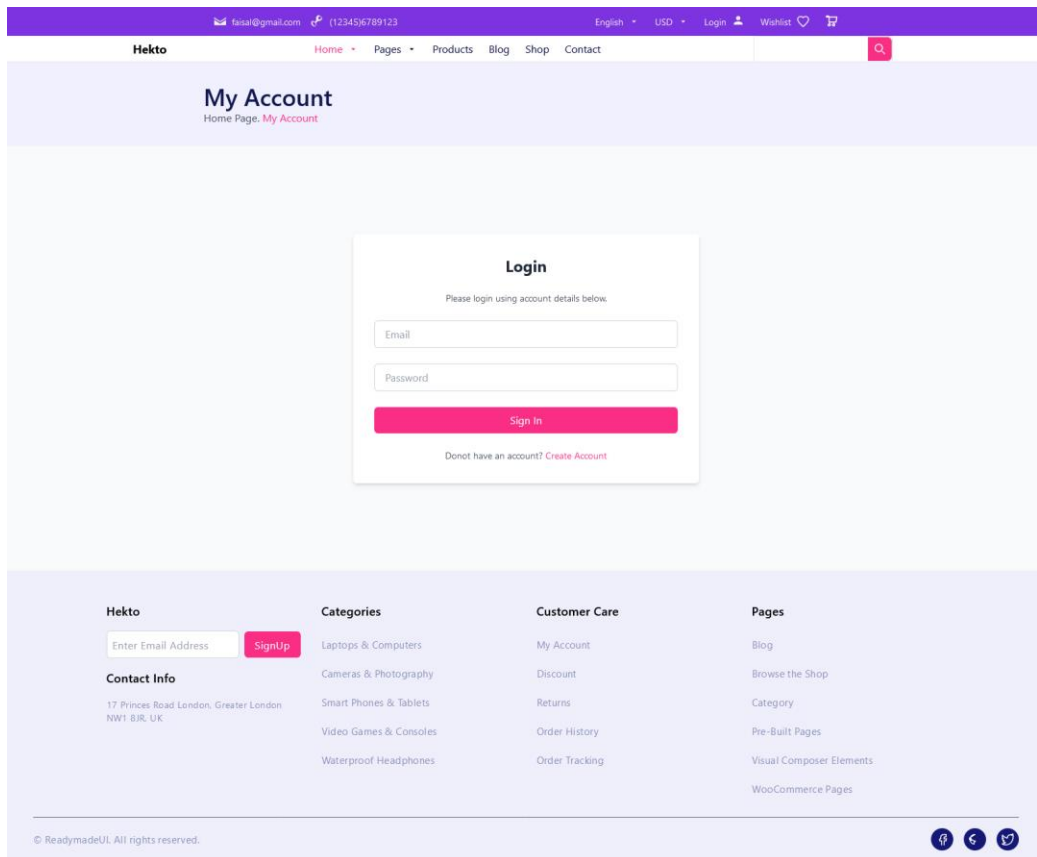 faisal@gmail.com (12345)6789123 English USD Login Wishlist
Hekto Home Pages Products Blog Shop Contact
My Account
Home Page. My Account
Login
Please login using account details below.
Email
Password
Sign In
Donot have an account? Create Account
Hekto
Enter Email Address SignUp
Contact Info
17 Princes Road London, Greater London
NW1 8JR, UK
Categories
Laptops & Computers
Cameras & Photography
Smart Phones & Tablets
Video Games & Consoles
Waterproof Headphones
Customer Care
My Account
Discount
Returns
Order History
Order Tracking
Pages
Blog
Browse the Shop
Category
Pre-Built Pages
Visual Composer Elements
WooCommerce Pages
© ReadymadeUI. All rights reserved.